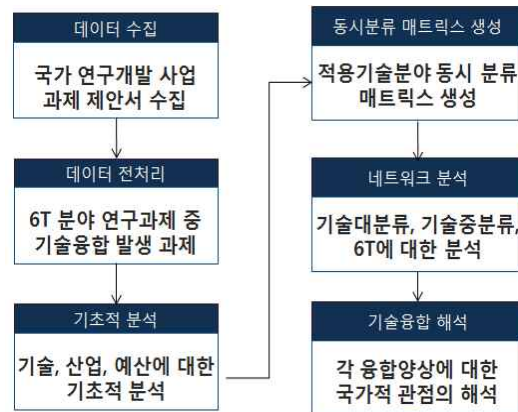 데이터 수집
국가 연구개발 사업
과제 제안서 수집
데이터 전처리
6T 분야 연구과제 중
기술융합 발생 과제
기초적 분석
기술, 산업, 예산에 대한
기초적 분석
동시분류 매트릭스 생성
적용기술분야 동시 분류
매트릭스 생성
네트워크 분석
기술대분류, 기술중분류,
6T에 대한 분석
기술융합 해석
각 융합양상에 대한
국가적 관점의 해석